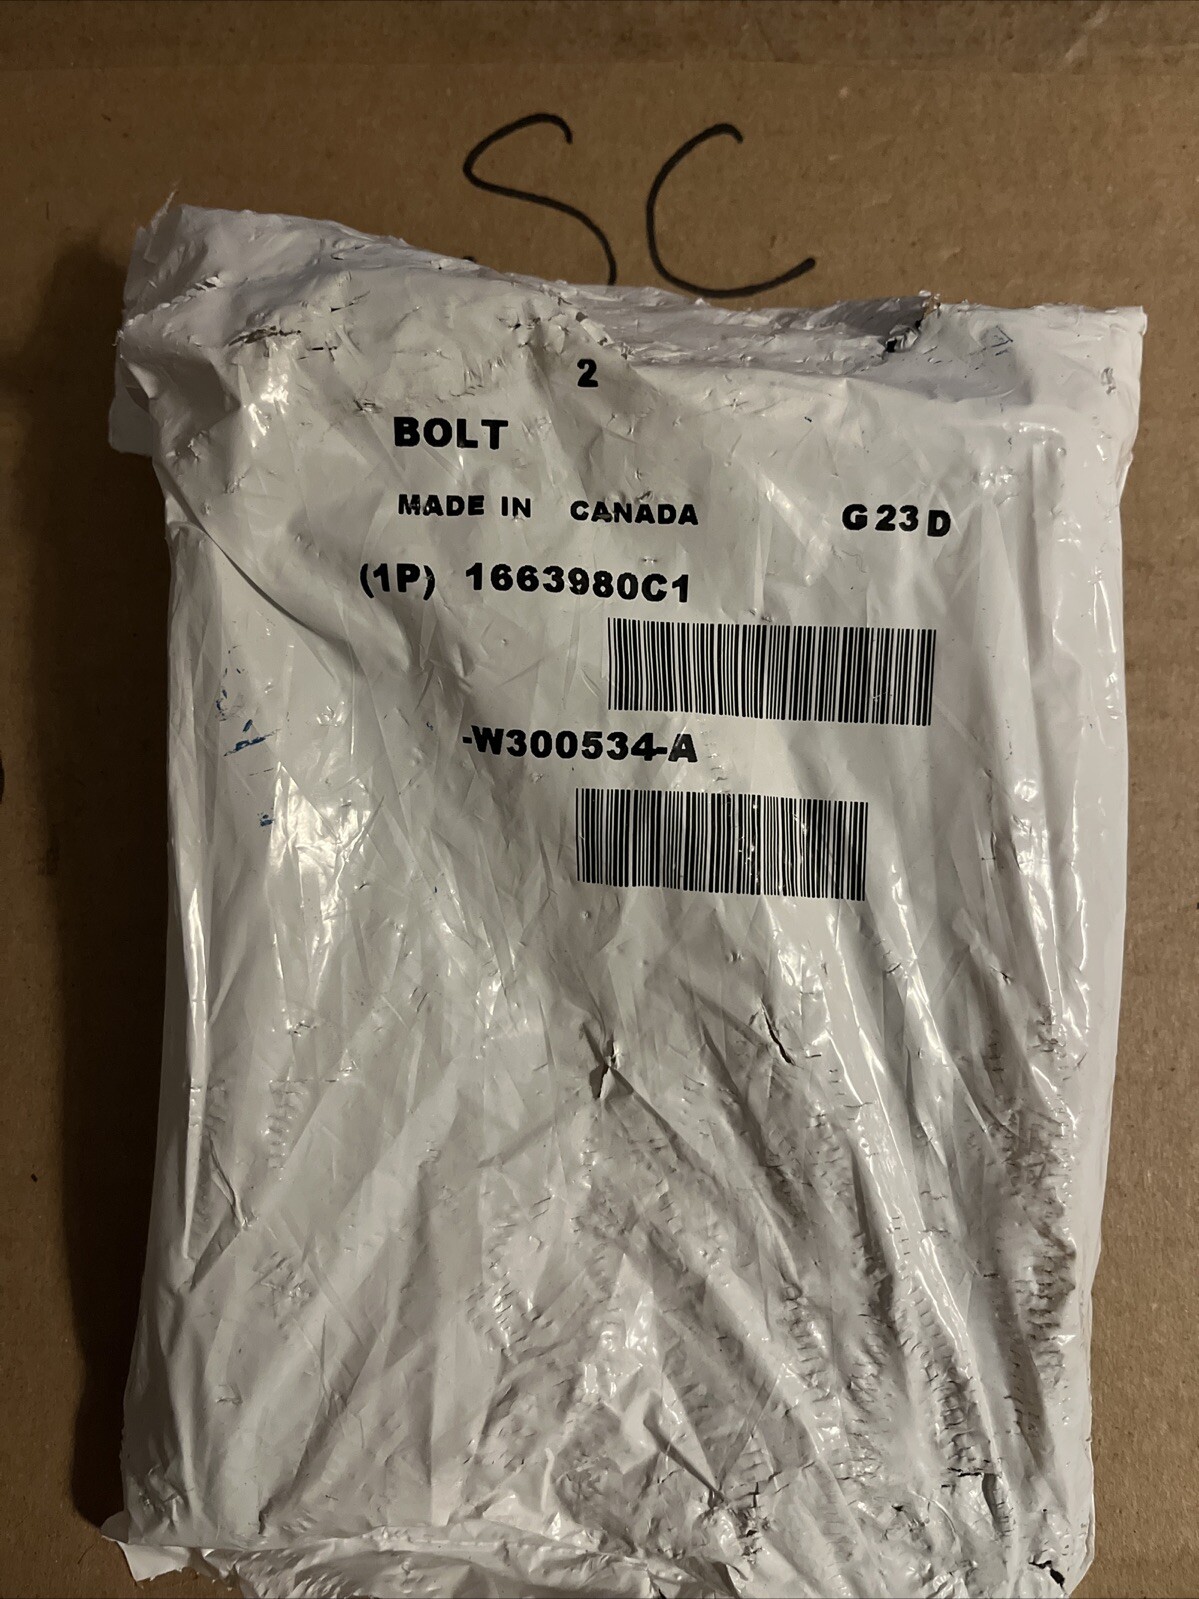 SC
2
BOLT
MADE IN CANADA G23D
(1P) 1663980C1
-W300534-A